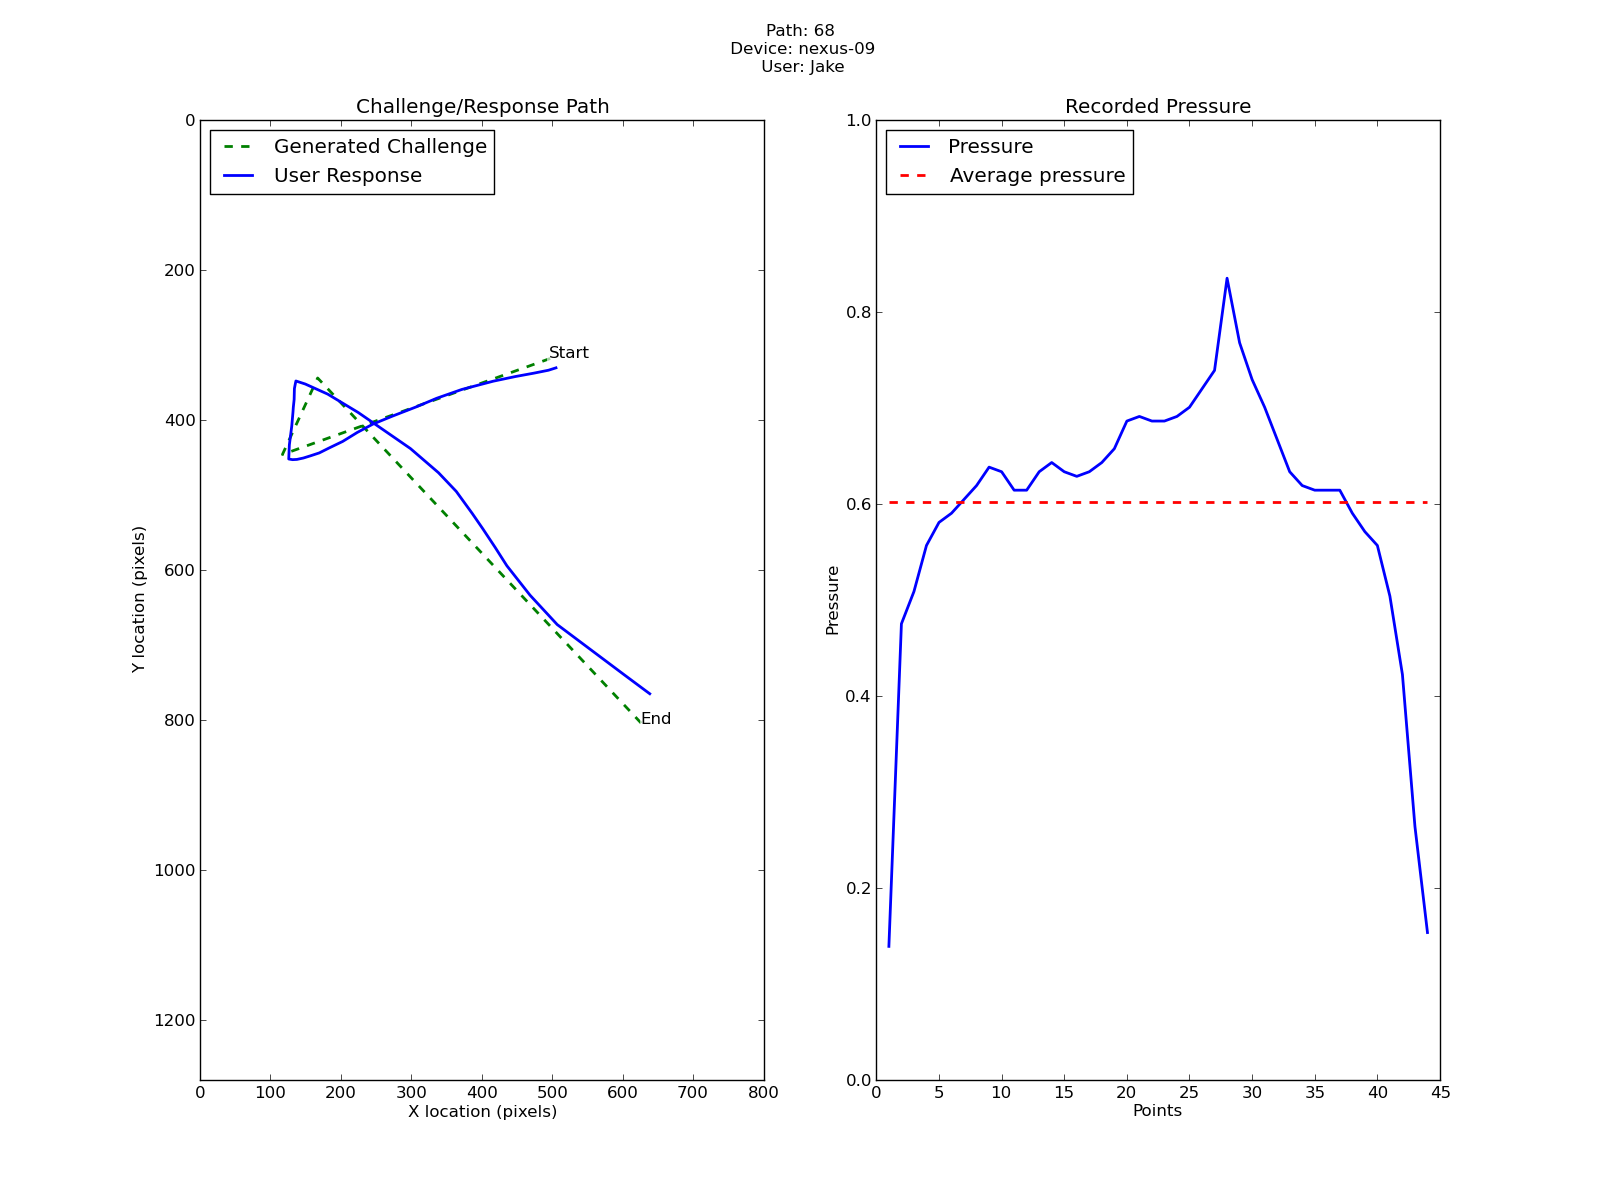 Path: 68
Device: nexus-09
User: Jake
Challenge/Response Path
Generated Challenge
User Response
Start
End
0
200
400
600
800
1000
1200
Y location (pixels)
0 100 200 300 400 500 600 700 800
X location (pixels)
Recorded Pressure
Pressure
Average pressure
1.0
0.8
0.6
0.4
0.2
0.0
Pressure
0 5 10 15 20 25 30 35 40 45
Points